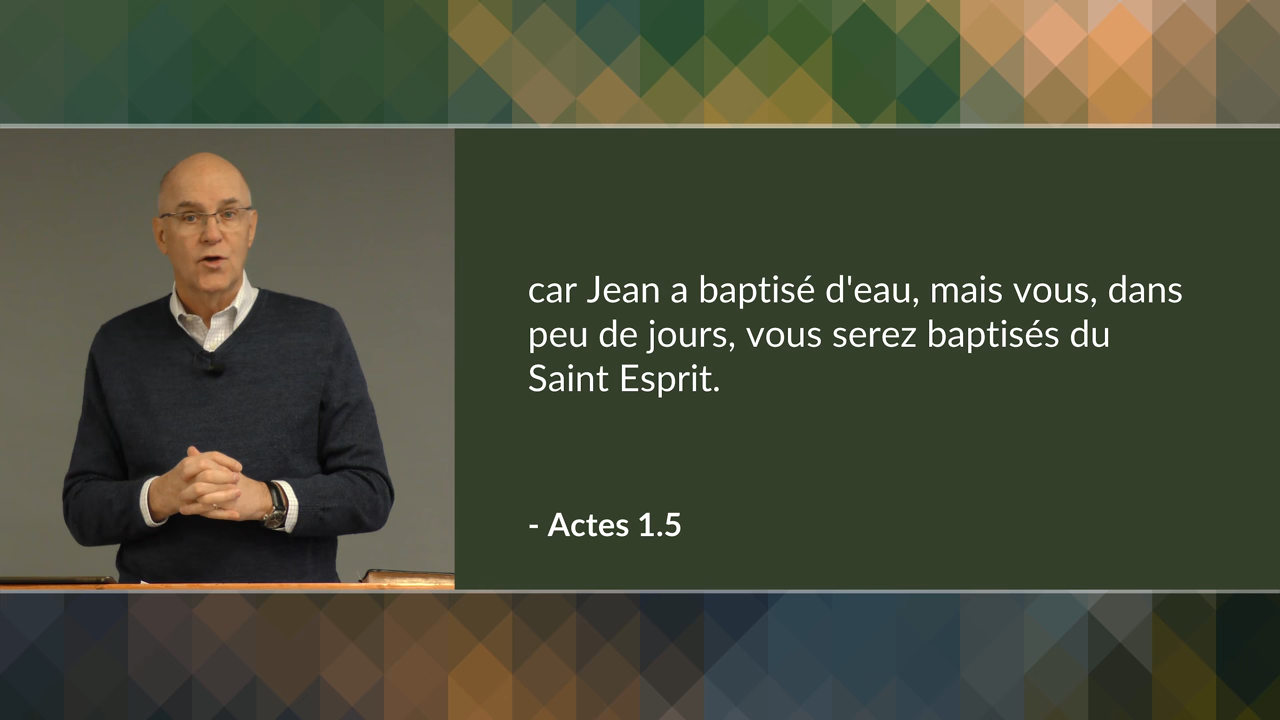 car Jean a baptisé d'eau, mais vous, dans
peu de jours, vous serez baptisés du
Saint Esprit.
- Actes 1.5